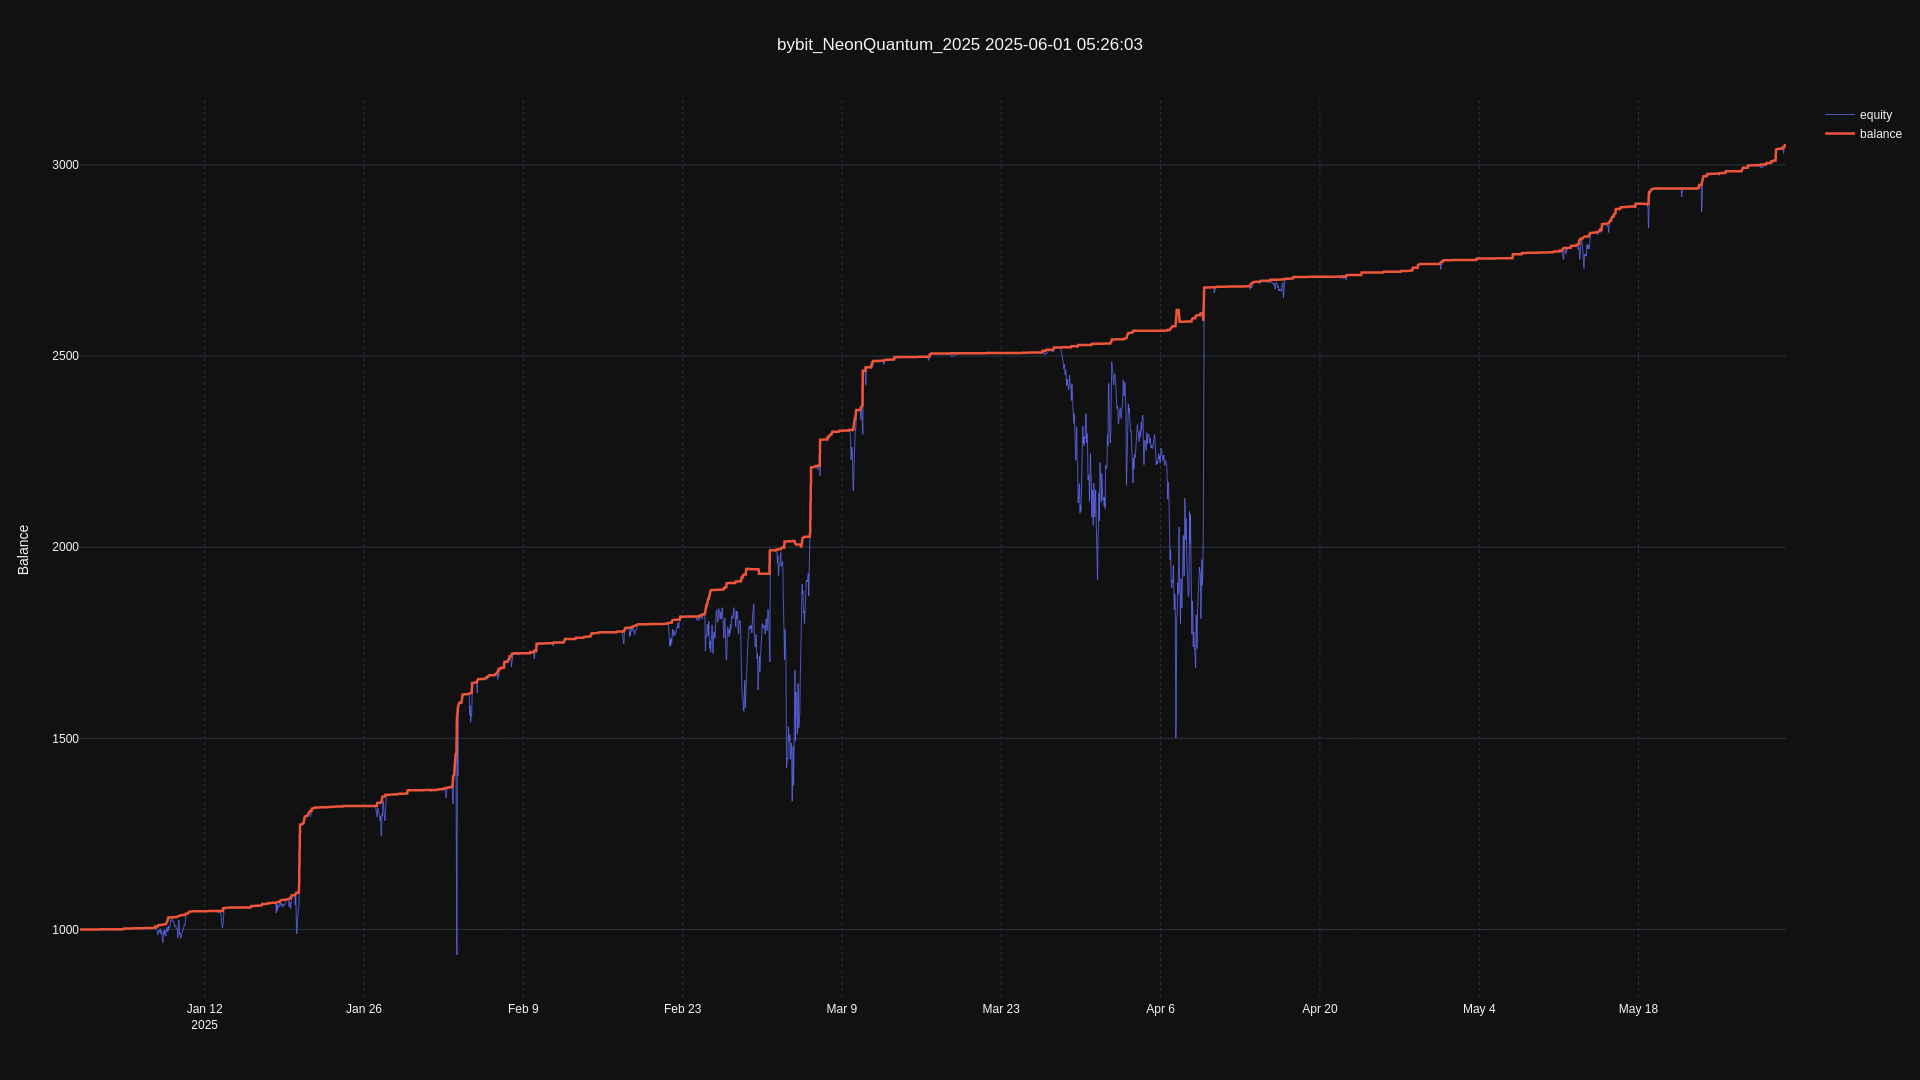 bybit_NeonQuantum_2025 2025-06-01 05:26:03
equity
balance
3000
2500
2000
1500
1000
Balance
Jan 12
2025
Jan 26
Feb 9
Feb 23
Mar 9
Mar 23
Apr 6
Apr 20
May 4
May 18